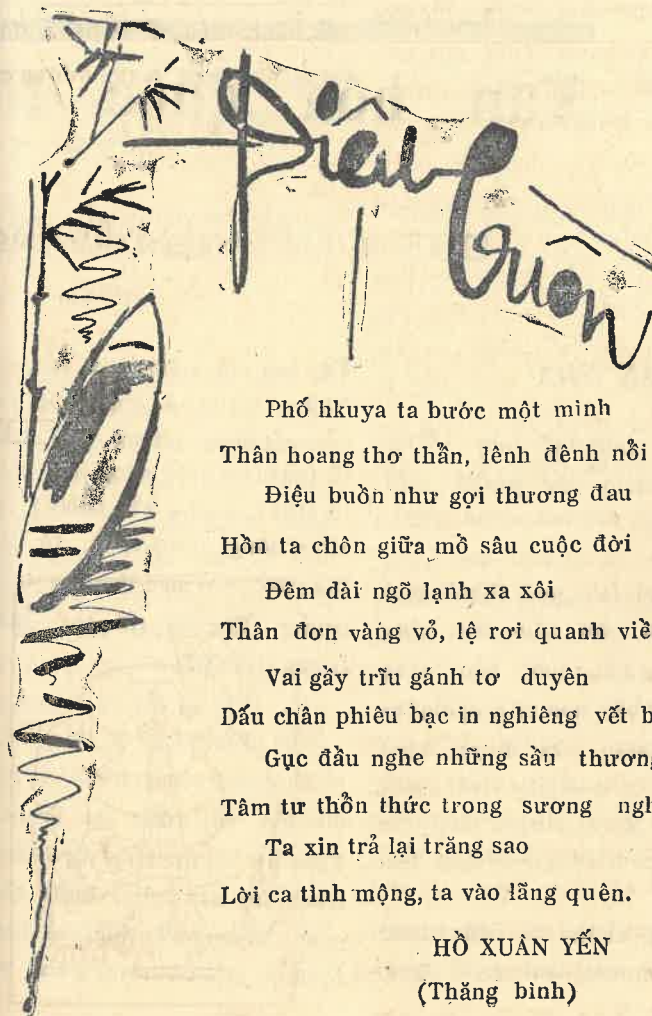 Điệu buồn
Phố hkuya ta bước một mình
Thân hoang thơ thẩn, lênh đênh nỗi
Điệu buồn như gợi thương đau
Hồn ta chôn giữa mồ sâu cuộc đời
Đêm dài ngõ lạnh xa xôi
Thân đơn vàng vỏ, lệ rơi quanh
Vai gầy trĩu gánh tơ duyên
Dấu chân phiêu bạc in nghiêng vết
Gục đầu nghe những sầu
Tâm tư thổn thức trong sương
Ta xin trả lại trăng sao
Lời ca tình mộng, ta vào lãng quên.
HỒ XUÂN YẾN
(Thăng bình)